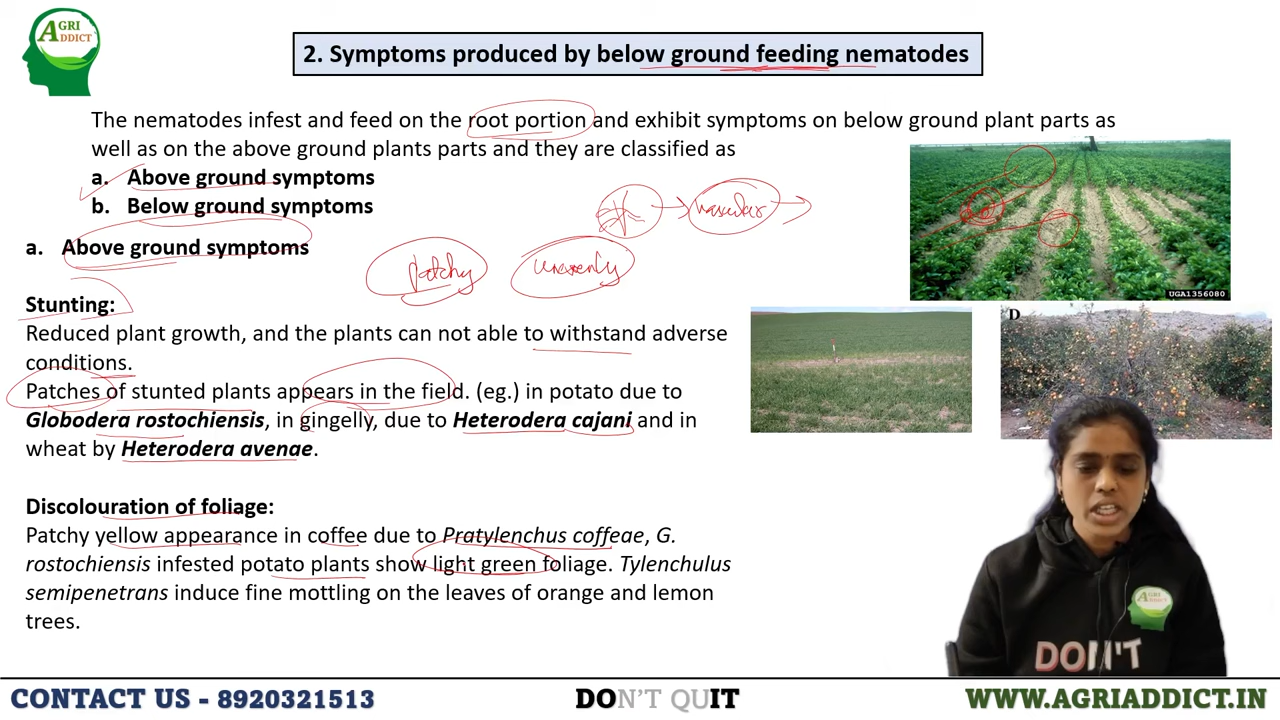 AGRI
ADDICT
2. Symptoms produced by below ground feeding nematodes
The nematodes infest and feed on the root portion and exhibit symptoms on below ground plant parts as
well as on the above ground plants parts and they are classified as
a. Above ground symptoms
b. Below ground symptoms
a. Above ground symptoms
patchy
unevenly
Stunting:
Reduced plant growth, and the plants can not able to withstand adverse
conditions.
Patches of stunted plants appears in the field. (eg.) in potato due to
Globodera rostochiensis, in gingelly, due to Heterodera cajani and in
wheat by Heterodera avenae.
Discolouration of foliage:
Patchy yellow appearance in coffee due to Pratylenchus coffeae, G.
rostochiensis infested potato plants show light green foliage. Tylenchulus
semipenetrans induce fine mottling on the leaves of orange and lemon
trees.
UGA1356080
D
AGRI
ADDICT
DON'T
CONTACT US - 8920321513
DON'T QUIT
WWW.AGRIADDICT.IN